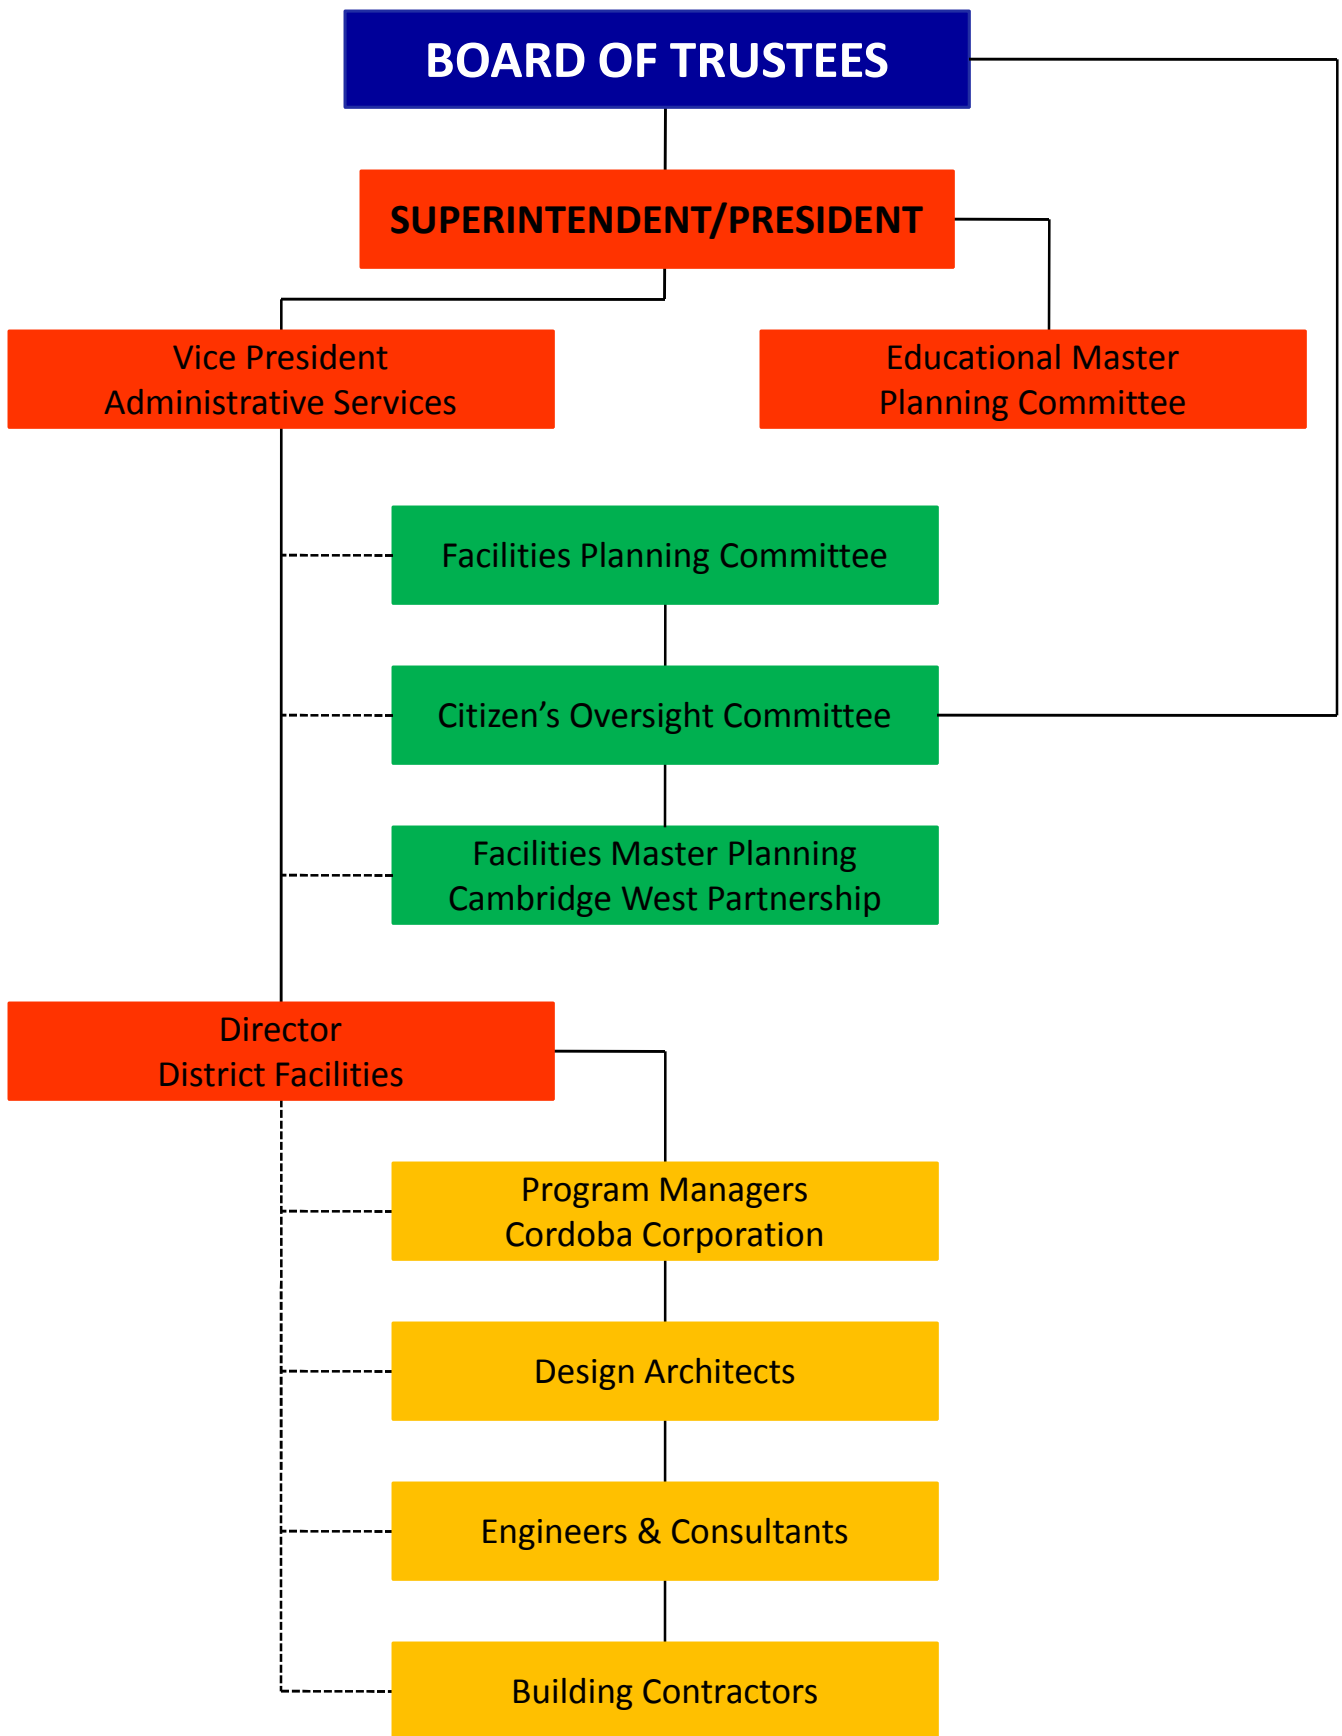 BOARD OF TRUSTEES
SUPERINTENDENT/PRESIDENT
Vice President
Administrative Services
Educational Master
Planning Committee
Facilities Planning Committee
Citizen’s Oversight Committee
Facilities Master Planning
Cambridge West Partnership
Director
District Facilities
Program Managers
Cordoba Corporation
Design Architects
Engineers & Consultants
Building Contractors